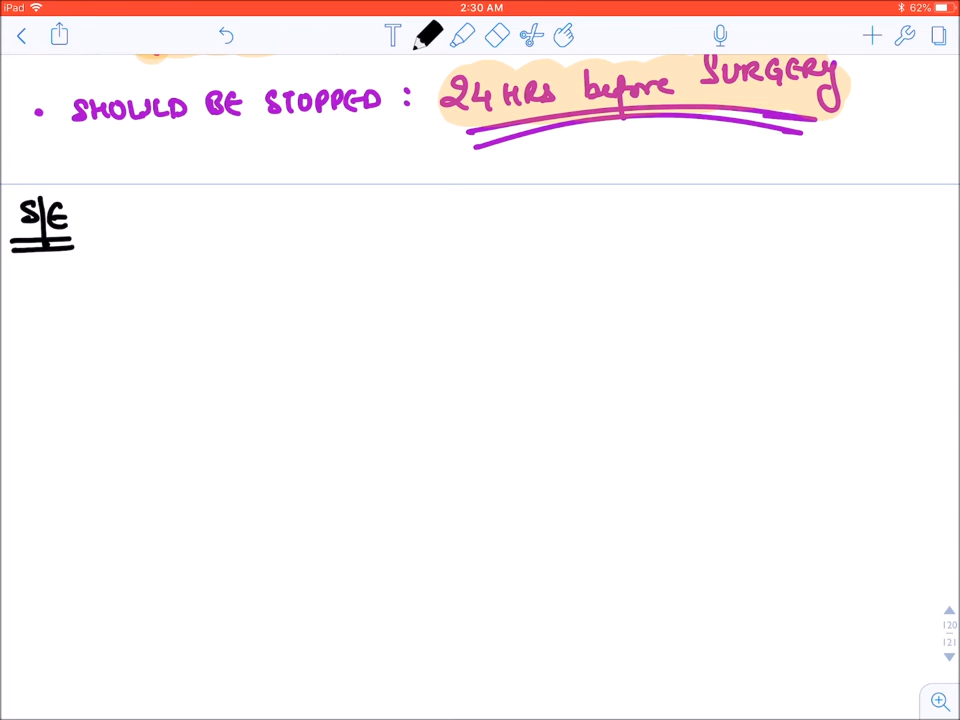 iPad 2:30 AM 62%
T
• SHOULD BE STOPPED : 24 HRS before SURGERY
S|E
120
121